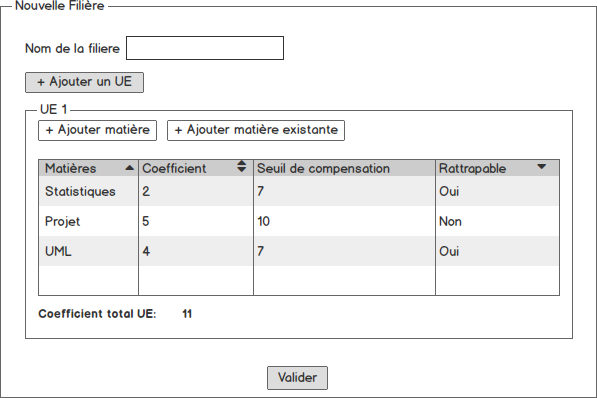 Nouvelle Filière
Nom de la filiere
+ Ajouter un UE
UE 1
+ Ajouter matière + Ajouter matière existante
Matières Coefficient Seuil de compensation Rattrapable
Statistiques 2 7 Oui
Projet 5 10 Non
UML 4 7 Oui
Coefficient total UE: 11
Valider